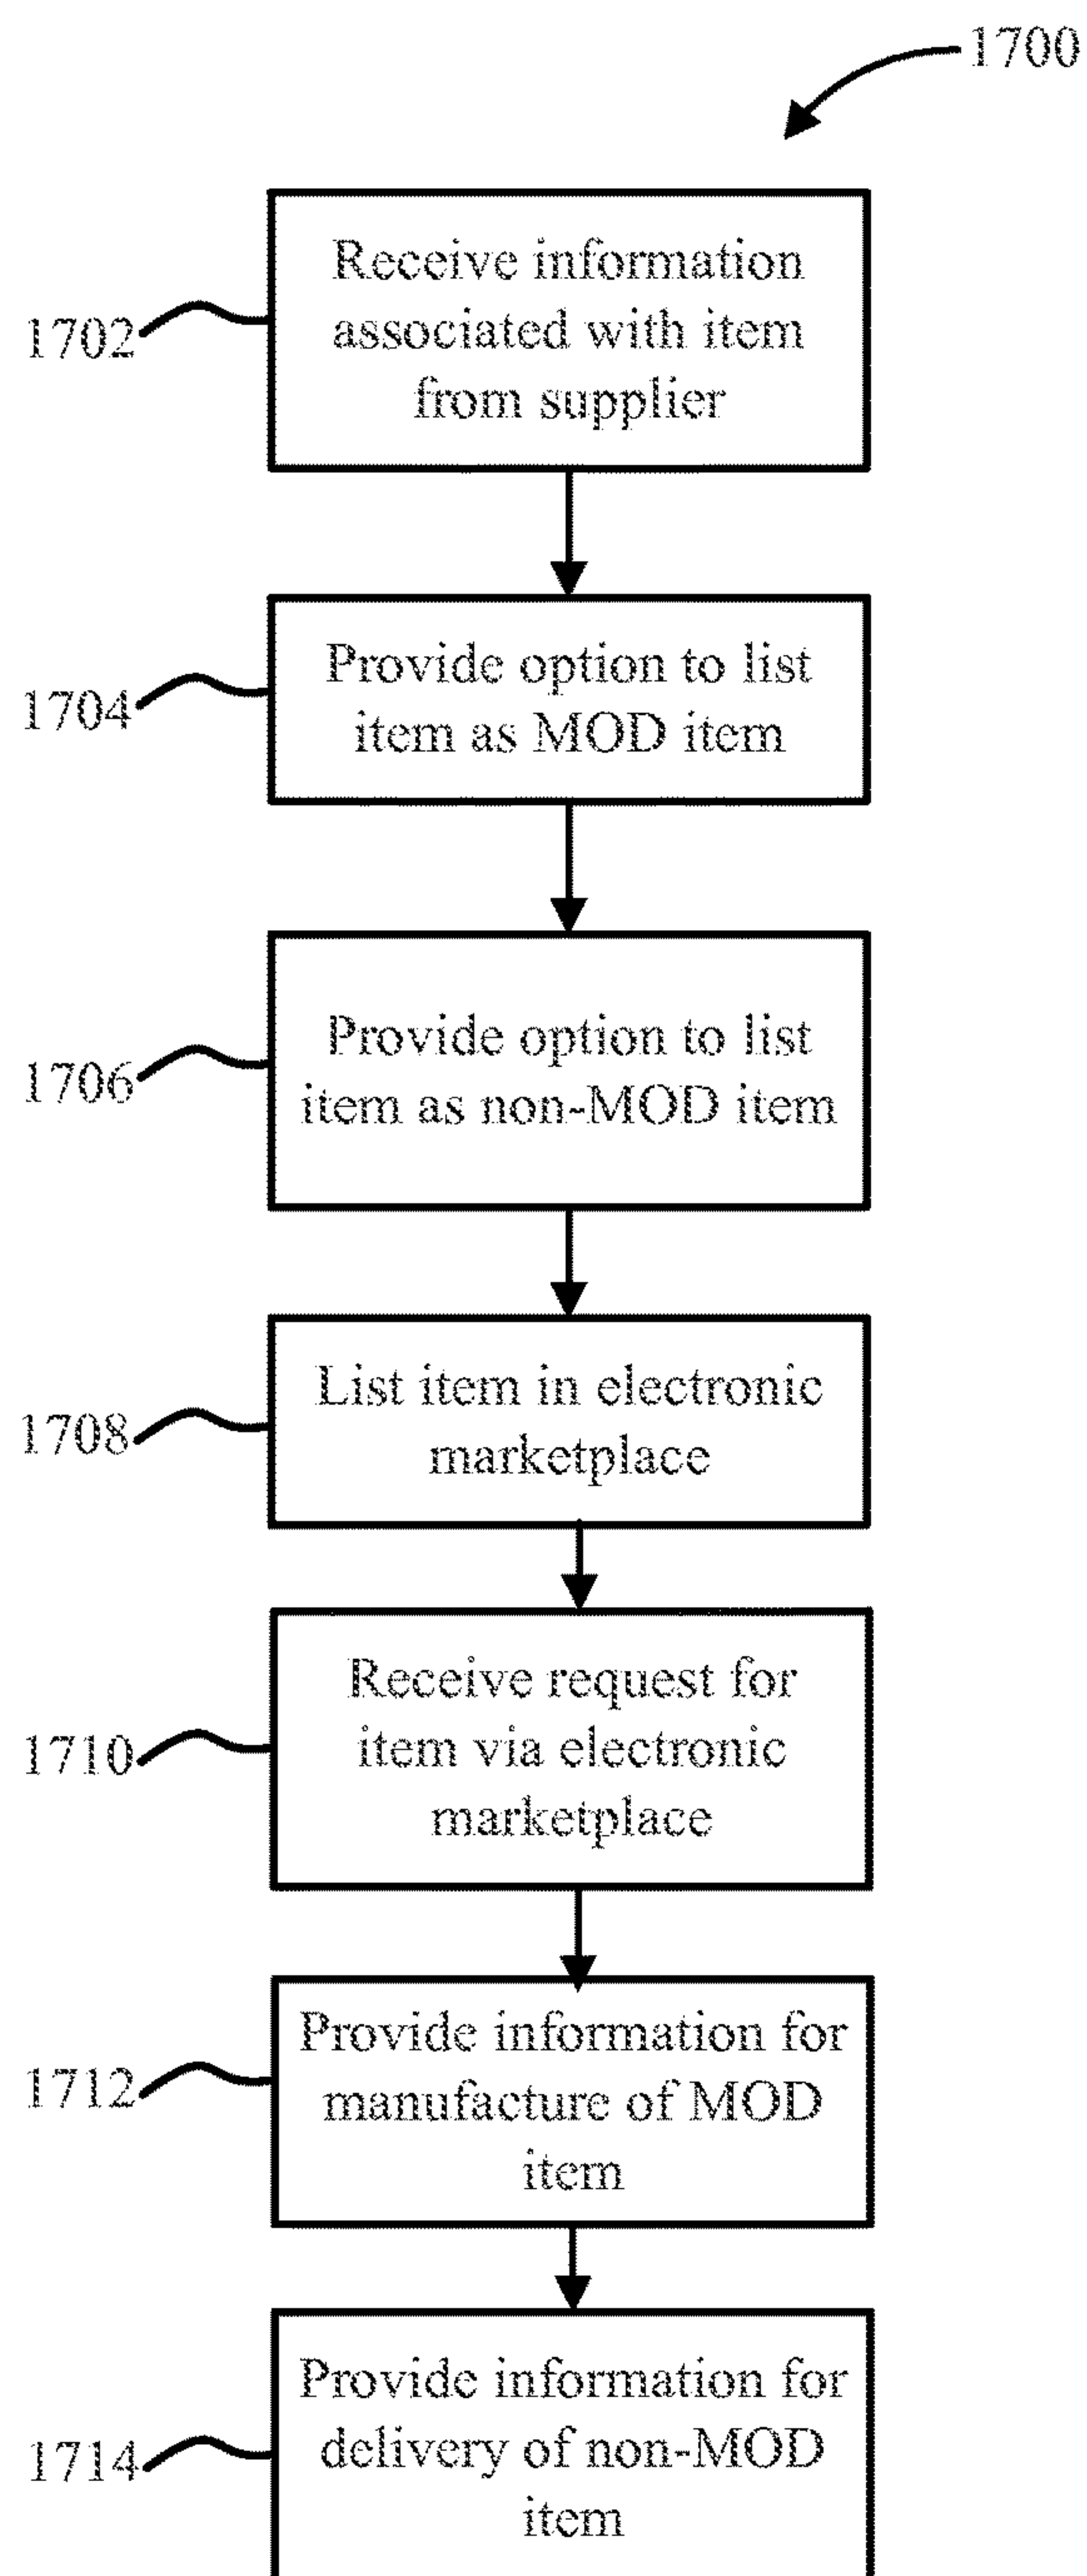 1700
Receive information
associated with item
from supplier
1702
Provide option to list
item as MOD item
1704
Provide option to list
item as non-MOD item
1706
List item in electronic
marketplace
1708
Receive request for
item via electronic
marketplace
1710
Provide information for
manufacture of MOD
item
1712
Provide information for
delivery of non-MOD
item
1714